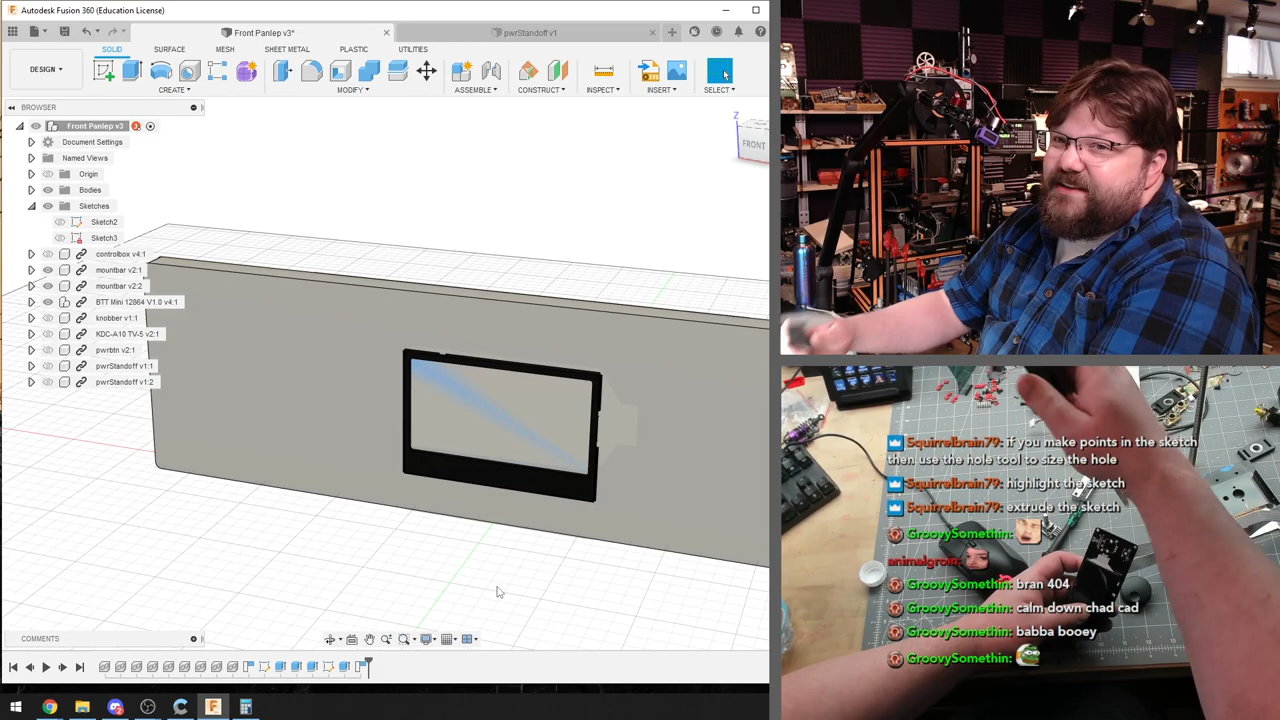 Autodesk Fusion 360 (Education License)
Front Panlep v3*
pwrStandoff v1
DESIGN
SOLID
SURFACE
MESH
SHEET METAL
PLASTIC
UTILITIES
CREATE
MODIFY
ASSEMBLE
CONSTRUCT
INSPECT
INSERT
SELECT
BROWSER
Front Panlep v3
Document Settings
Named Views
Origin
Bodies
Sketches
Sketch2
Sketch3
controlbox v4:1
mountbar v2:1
mountbar v2:2
BTT Mini 12864 V1.0 v4:1
knobber v1:1
KDC-A10 TV-5 v2:1
pwrbtn v2:1
pwrStandoff v1:1
pwrStandoff v1:2
Z
FRONT
COMMENTS
Squirrelbrain79: if you make points in the sketch
then use the hole tool to size the hole
Squirrelbrain79: highlight the sketch
Squirrelbrain79: extrude the sketch
GroovySomethin:
animalgroin:
GroovySomethin: bran 404
GroovySomethin: calm down chad cad
GroovySomethin: babba booey
GroovySomethin: